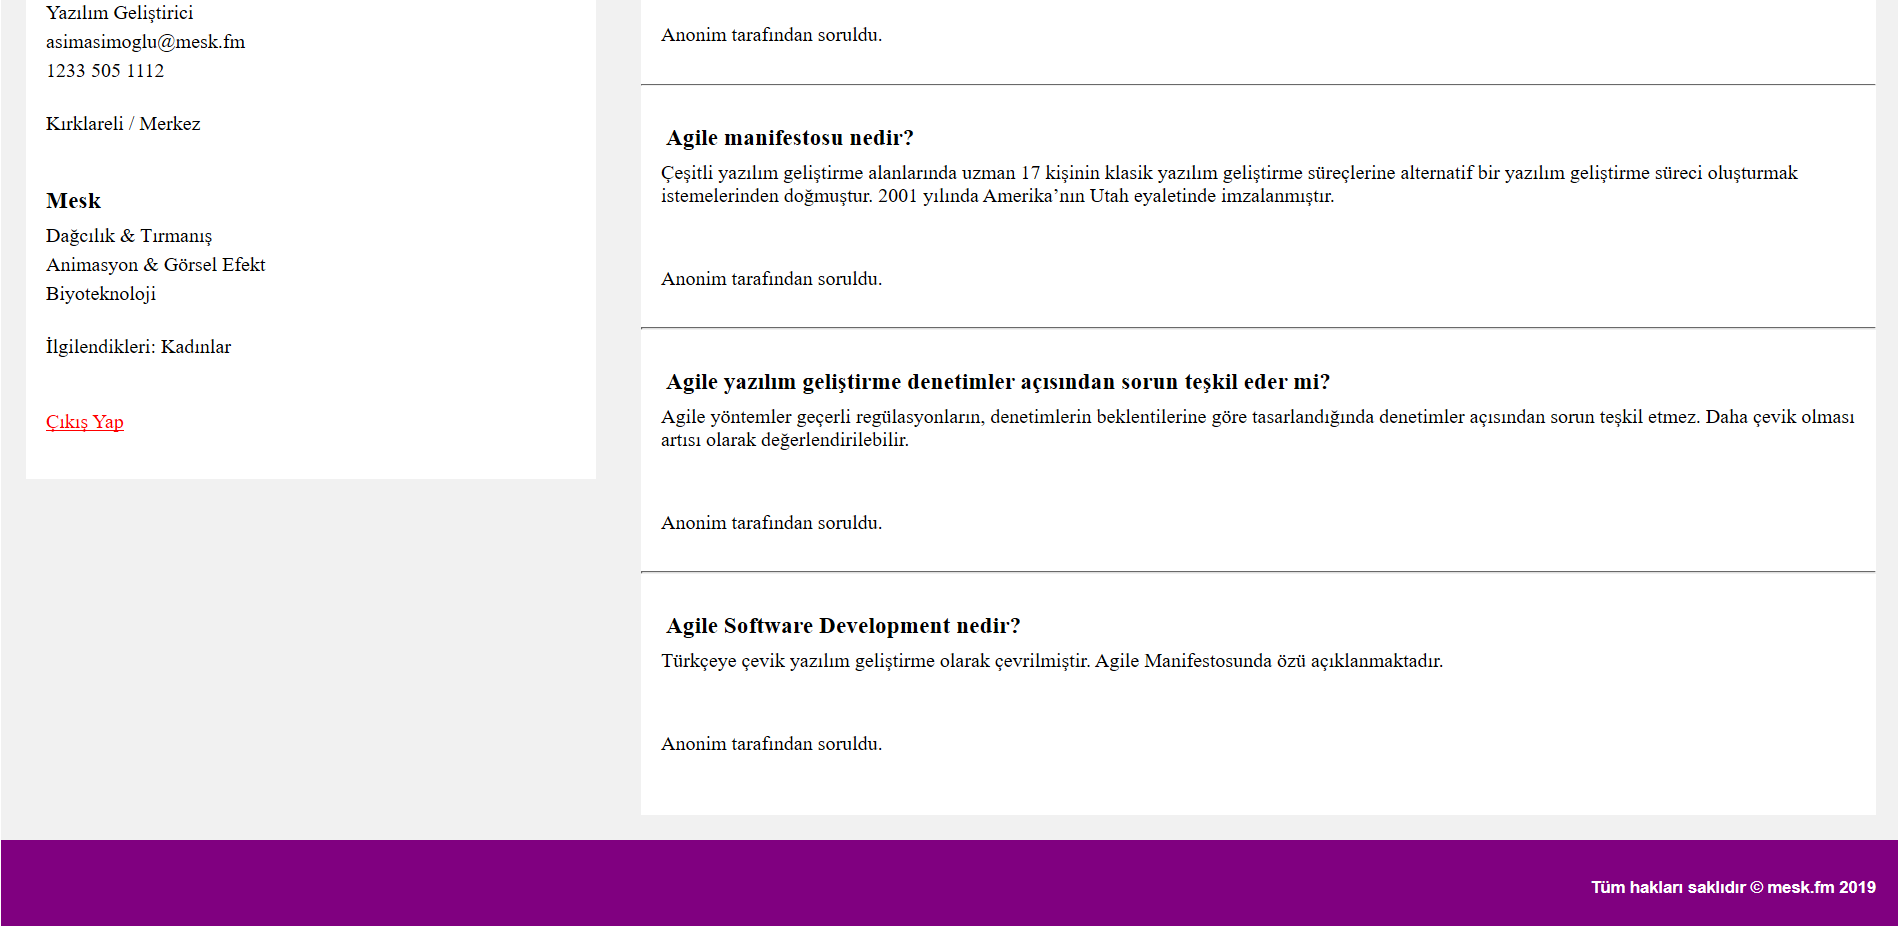 Yazılım Geliştirici
asimasimoglu@mesk.fm
1233 505 1112
Kırklareli / Merkez
Mesk
Dağcılık & Tırmanış
Animasyon & Görsel Efekt
Biyoteknoloji
İlgilendikleri: Kadınlar
Çıkış Yap
Anonim tarafından soruldu.
Agile manifestosu nedir?
Çeşitli yazılım geliştirme alanlarında uzman 17 kişinin klasik yazılım geliştirme süreçlerine alternatif bir yazılım geliştirme süreci oluşturmak
istemelerinden doğmuştur. 2001 yılında Amerika’nın Utah eyaletinde imzalanmıştır.
Anonim tarafından soruldu.
Agile yazılım geliştirme denetimler açısından sorun teşkil eder mi?
Agile yöntemler geçerli regülasyonların, denetimlerin beklentilerine göre tasarlandığında denetimler açısından sorun teşkil etmez. Daha çevik olması
artısı olarak değerlendirilebilir.
Anonim tarafından soruldu.
Agile Software Development nedir?
Türkçeye çevik yazılım geliştirme olarak çevrilmiştir. Agile Manifestosunda özü açıklanmaktadır.
Anonim tarafından soruldu.
Tüm hakları saklıdır © mesk.fm 2019